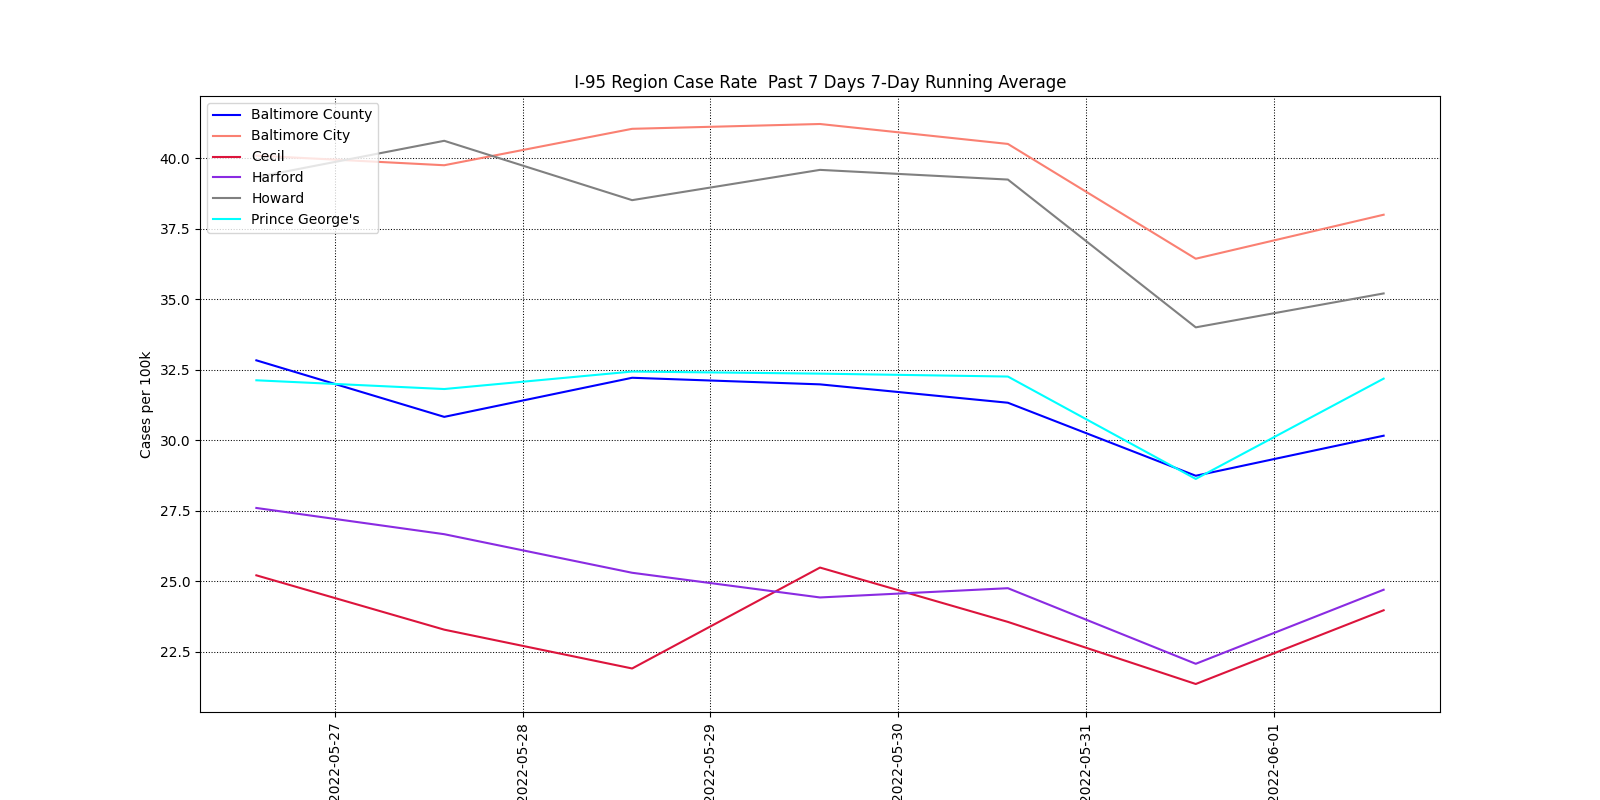 I-95 Region Case Rate  Past 7 Days 7-Day Running Average
Baltimore County
Baltimore City
Cecil
Harford
Howard
Prince George's
Cases per 100k
40.0
37.5
35.0
32.5
30.0
27.5
25.0
22.5
2022-05-27
2022-05-28
2022-05-29
2022-05-30
2022-05-31
2022-06-01